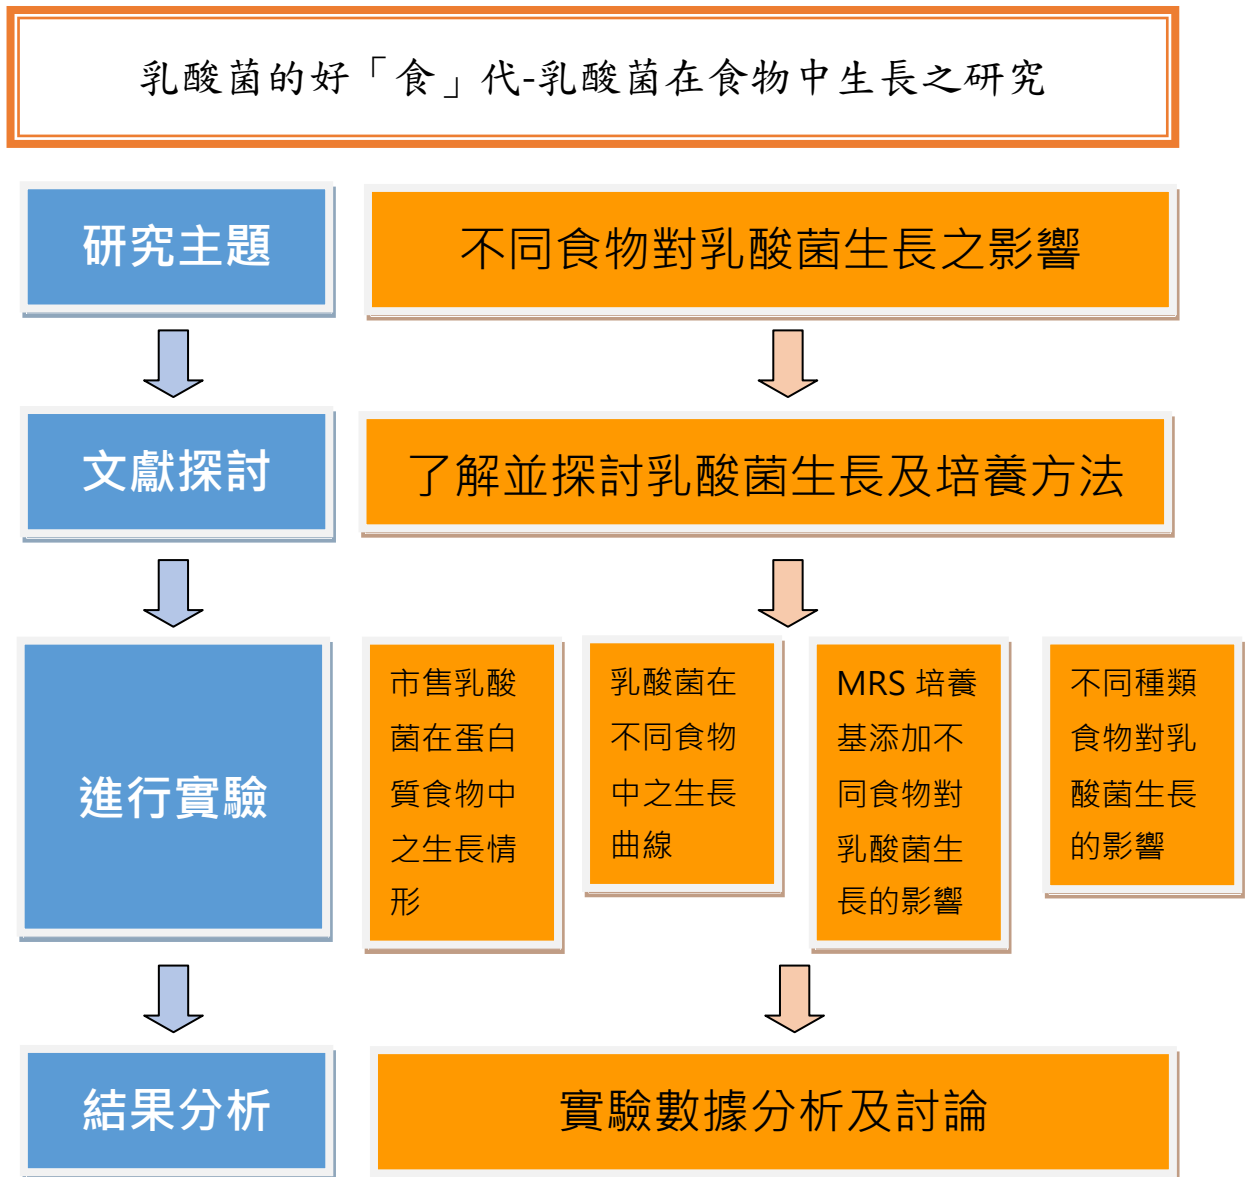 乳酸菌的好「食」代-乳酸菌在食物中生長之研究
研究主題
不同食物對乳酸菌生長之影響
文獻探討
了解並探討乳酸菌生長及培養方法
進行實驗
市售乳酸
菌在蛋白
質食物中
之生長情
形
乳酸菌在
不同食物
中之生長
曲線
MRS 培養
基添加不
同食物對
乳酸菌生
長的影響
不同種類
食物對乳
酸菌生長
的影響
結果分析
實驗數據分析及討論